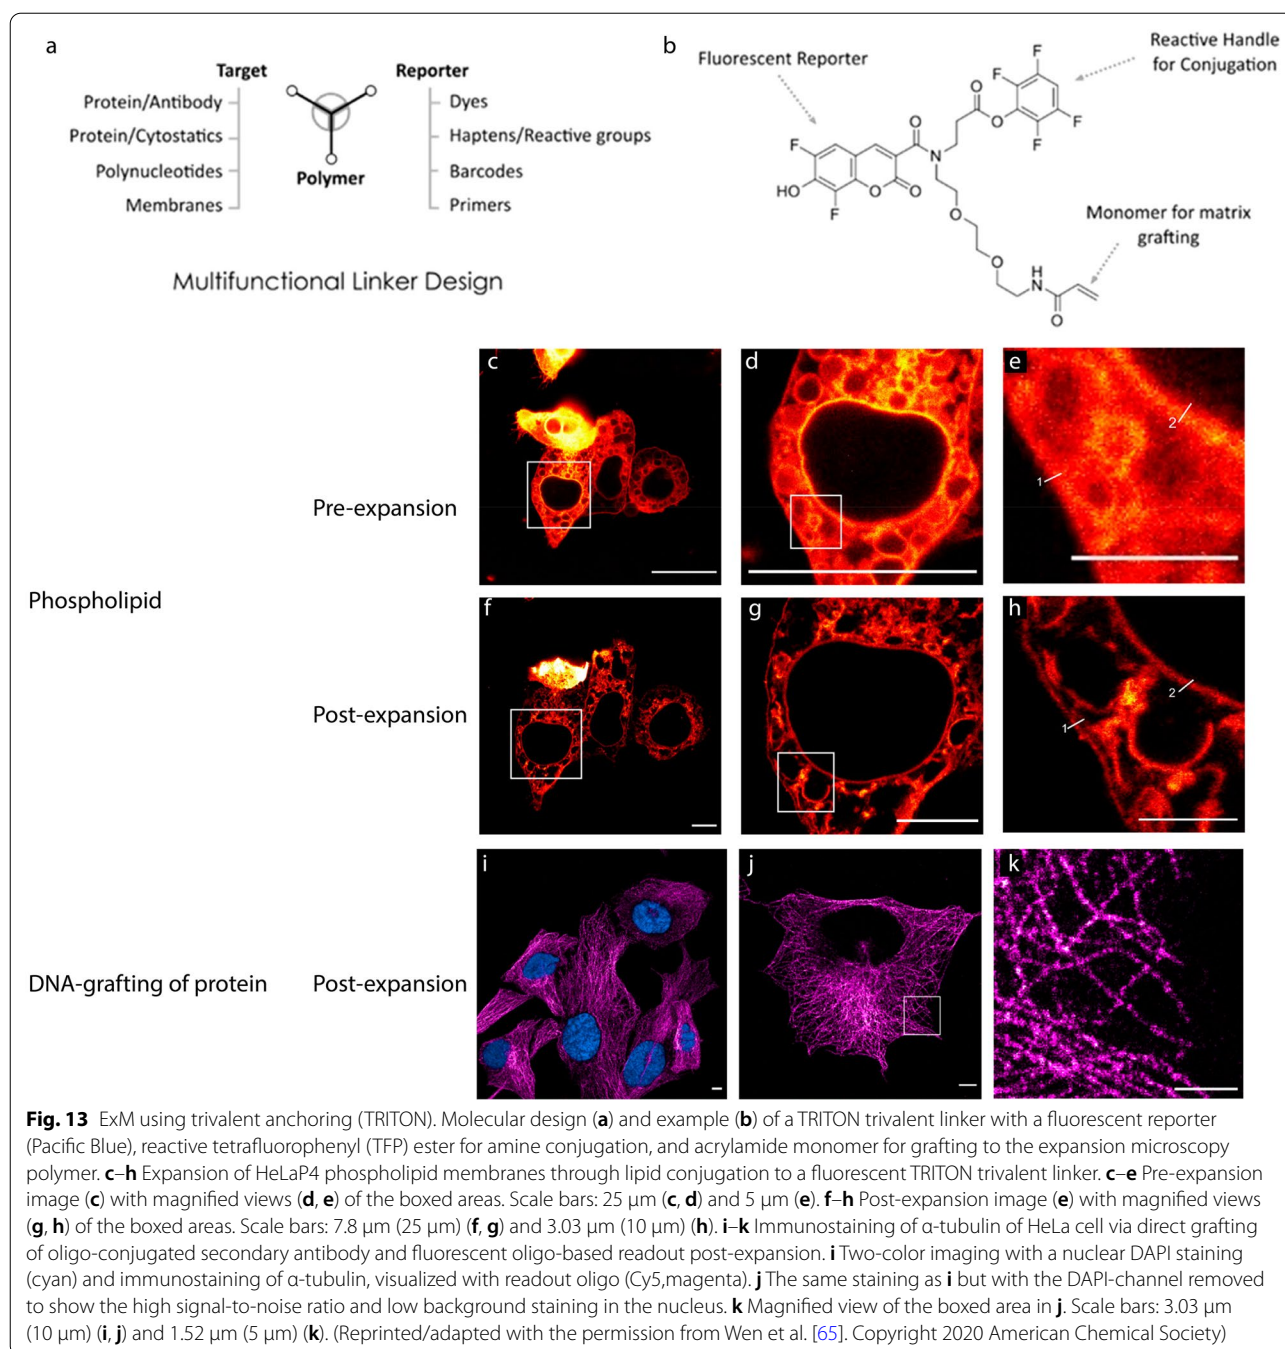 a
Target
Reporter
Protein/Antibody
Dyes
Protein/Cytostatics
Haptens/Reactive groups
Polynucleotides
Barcodes
Polymer
Membranes
Primers
Multifunctional Linker Design
b
Reactive Handle
for Conjugation
Fluorescent Reporter
Monomer for matrix
grafting
F
F
F
F
O
O
O
N
F
HO
F
O
O
O
O
H
N
O
c
d
e
1
2
Pre-expansion
Phospholipid
f
g
h
1
2
Post-expansion
i
j
k
DNA-grafting of protein
Post-expansion
Fig. 13 ExM using trivalent anchoring (TRITON). Molecular design (a) and example (b) of a TRITON trivalent linker with a fluorescent reporter
(Pacific Blue), reactive tetrafluorophenyl (TFP) ester for amine conjugation, and acrylamide monomer for grafting to the expansion microscopy
polymer. c–h Expansion of HeLaP4 phospholipid membranes through lipid conjugation to a fluorescent TRITON trivalent linker. c–e Pre-expansion
image (c) with magnified views (d, e) of the boxed areas. Scale bars: 25 μm (c, d) and 5 μm (e). f–h Post-expansion image (e) with magnified views
(g, h) of the boxed areas. Scale bars: 7.8 μm (25 μm) (f, g) and 3.03 μm (10 μm) (h). i–k Immunostaining of α-tubulin of HeLa cell via direct grafting
of oligo-conjugated secondary antibody and fluorescent oligo-based readout post-expansion. i Two-color imaging with a nuclear DAPI staining
(cyan) and immunostaining of α-tubulin, visualized with readout oligo (Cy5,magenta). j The same staining as i but with the DAPI-channel removed
to show the high signal-to-noise ratio and low background staining in the nucleus. k Magnified view of the boxed area in j. Scale bars: 3.03 μm
(10 μm) (i, j) and 1.52 μm (5 μm) (k). (Reprinted/adapted with the permission from Wen et al. [65]. Copyright 2020 American Chemical Society)